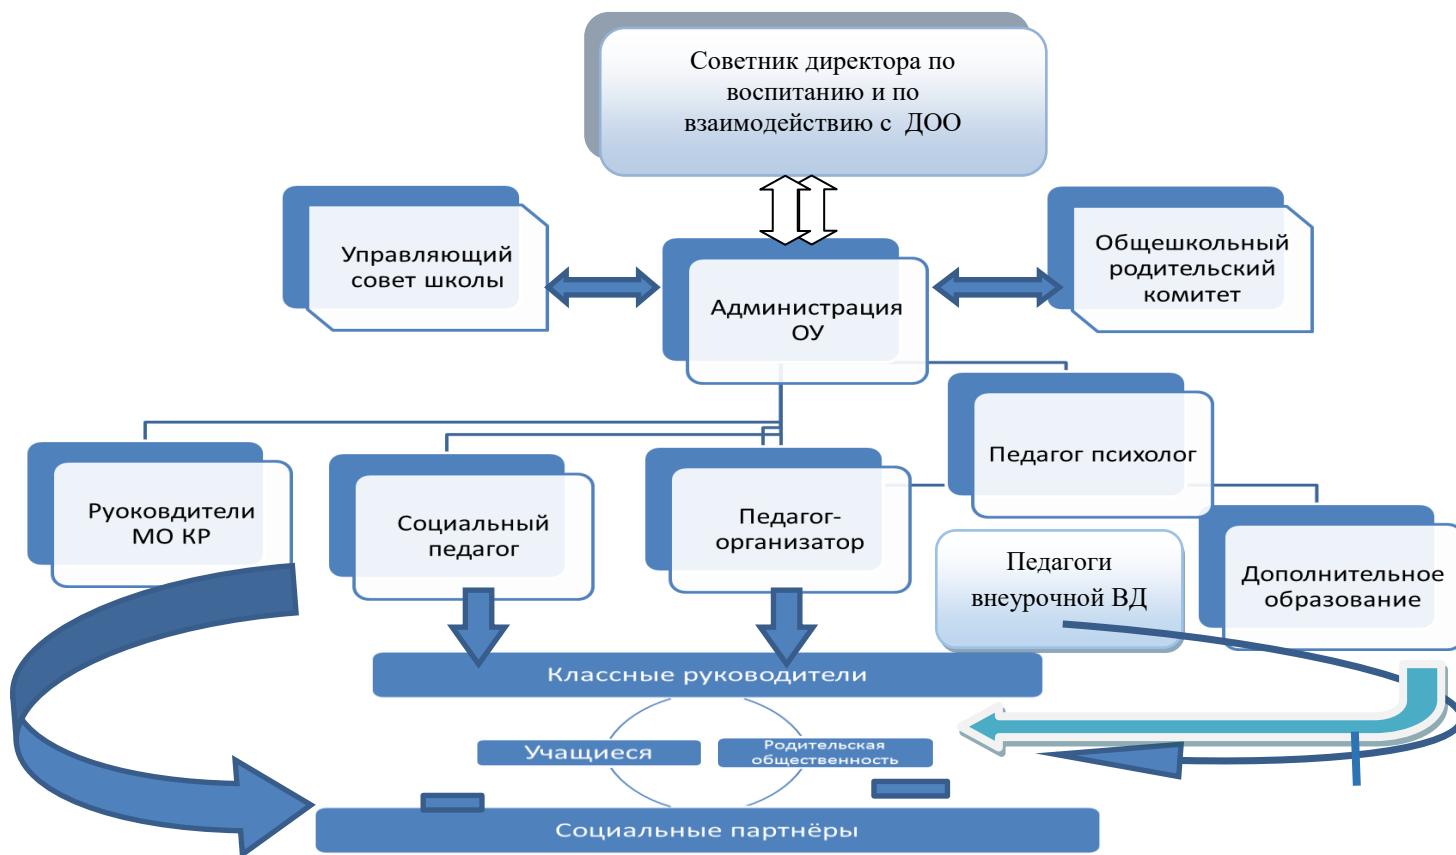 Советник директора по
воспитанию и по
взаимодействию с ДОО
Управляющий
совет школы
Общешкольный
родительский
комитет
Администрация
ОУ
Педагог психолог
Руоковдители
МО КР
Социальный
педагог
Педагог-
организатор
Педагоги
внеурочной ВД
Дополнительное
образование
Классные руководители
Учащиеся
Родительская
общественность
Социальные партнёры